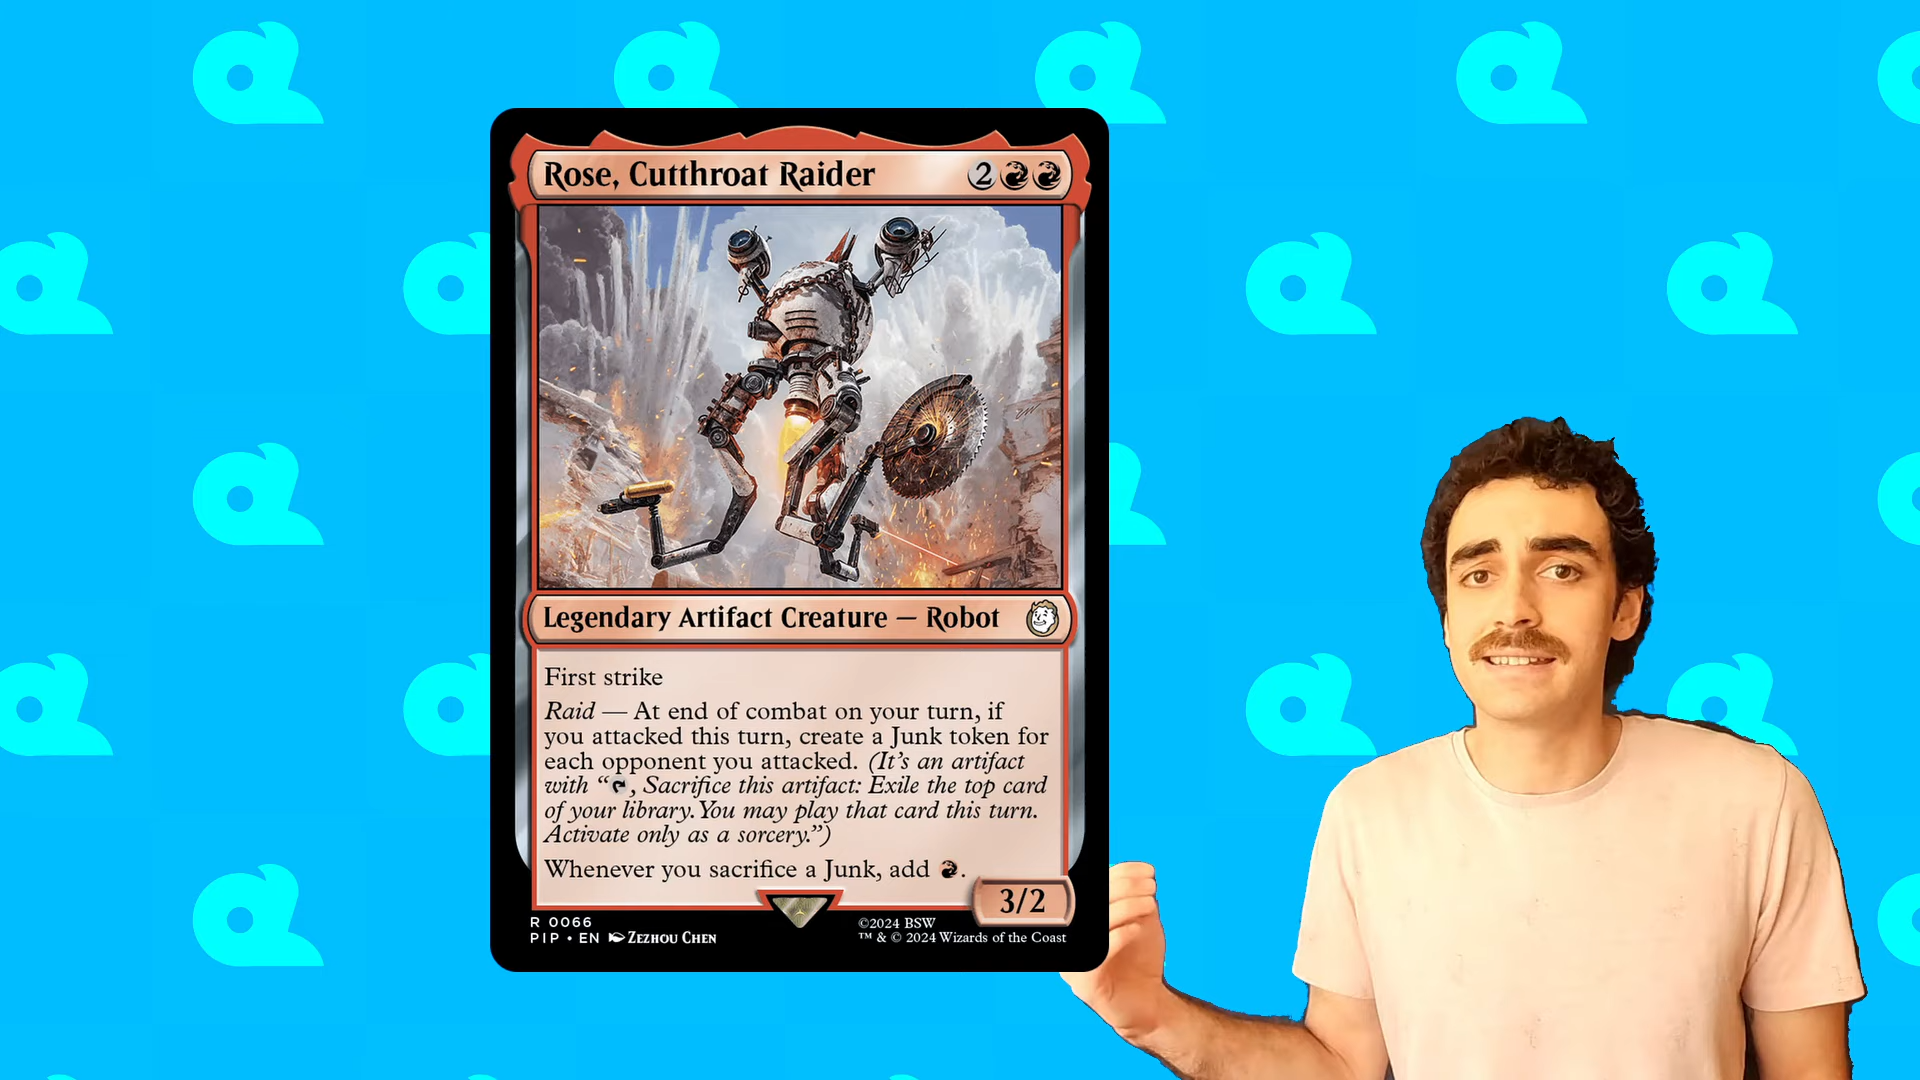 Rose, Cutthroat Raider 2
Legendary Artifact Creature — Robot
First strike
Raid — At end of combat on your turn, if
you attacked this turn, create a Junk token for
each opponent you attacked. (It's an artifact
with “, Sacrifice this artifact: Exile the top card
of your library. You may play that card this turn.
Activate only as a sorcery.”)
Whenever you sacrifice a Junk, add .
3/2
R 0066
PIP • EN ZEZHOU CHEN
©2024 BSW
™ & © 2024 Wizards of the Coast